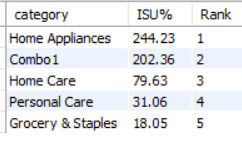 category ISU% Rank
Home Appliances 244.23 1
Combo1 202.36 2
Home Care 79.63 3
Personal Care 31.06 4
Grocery & Staples 18.05 5